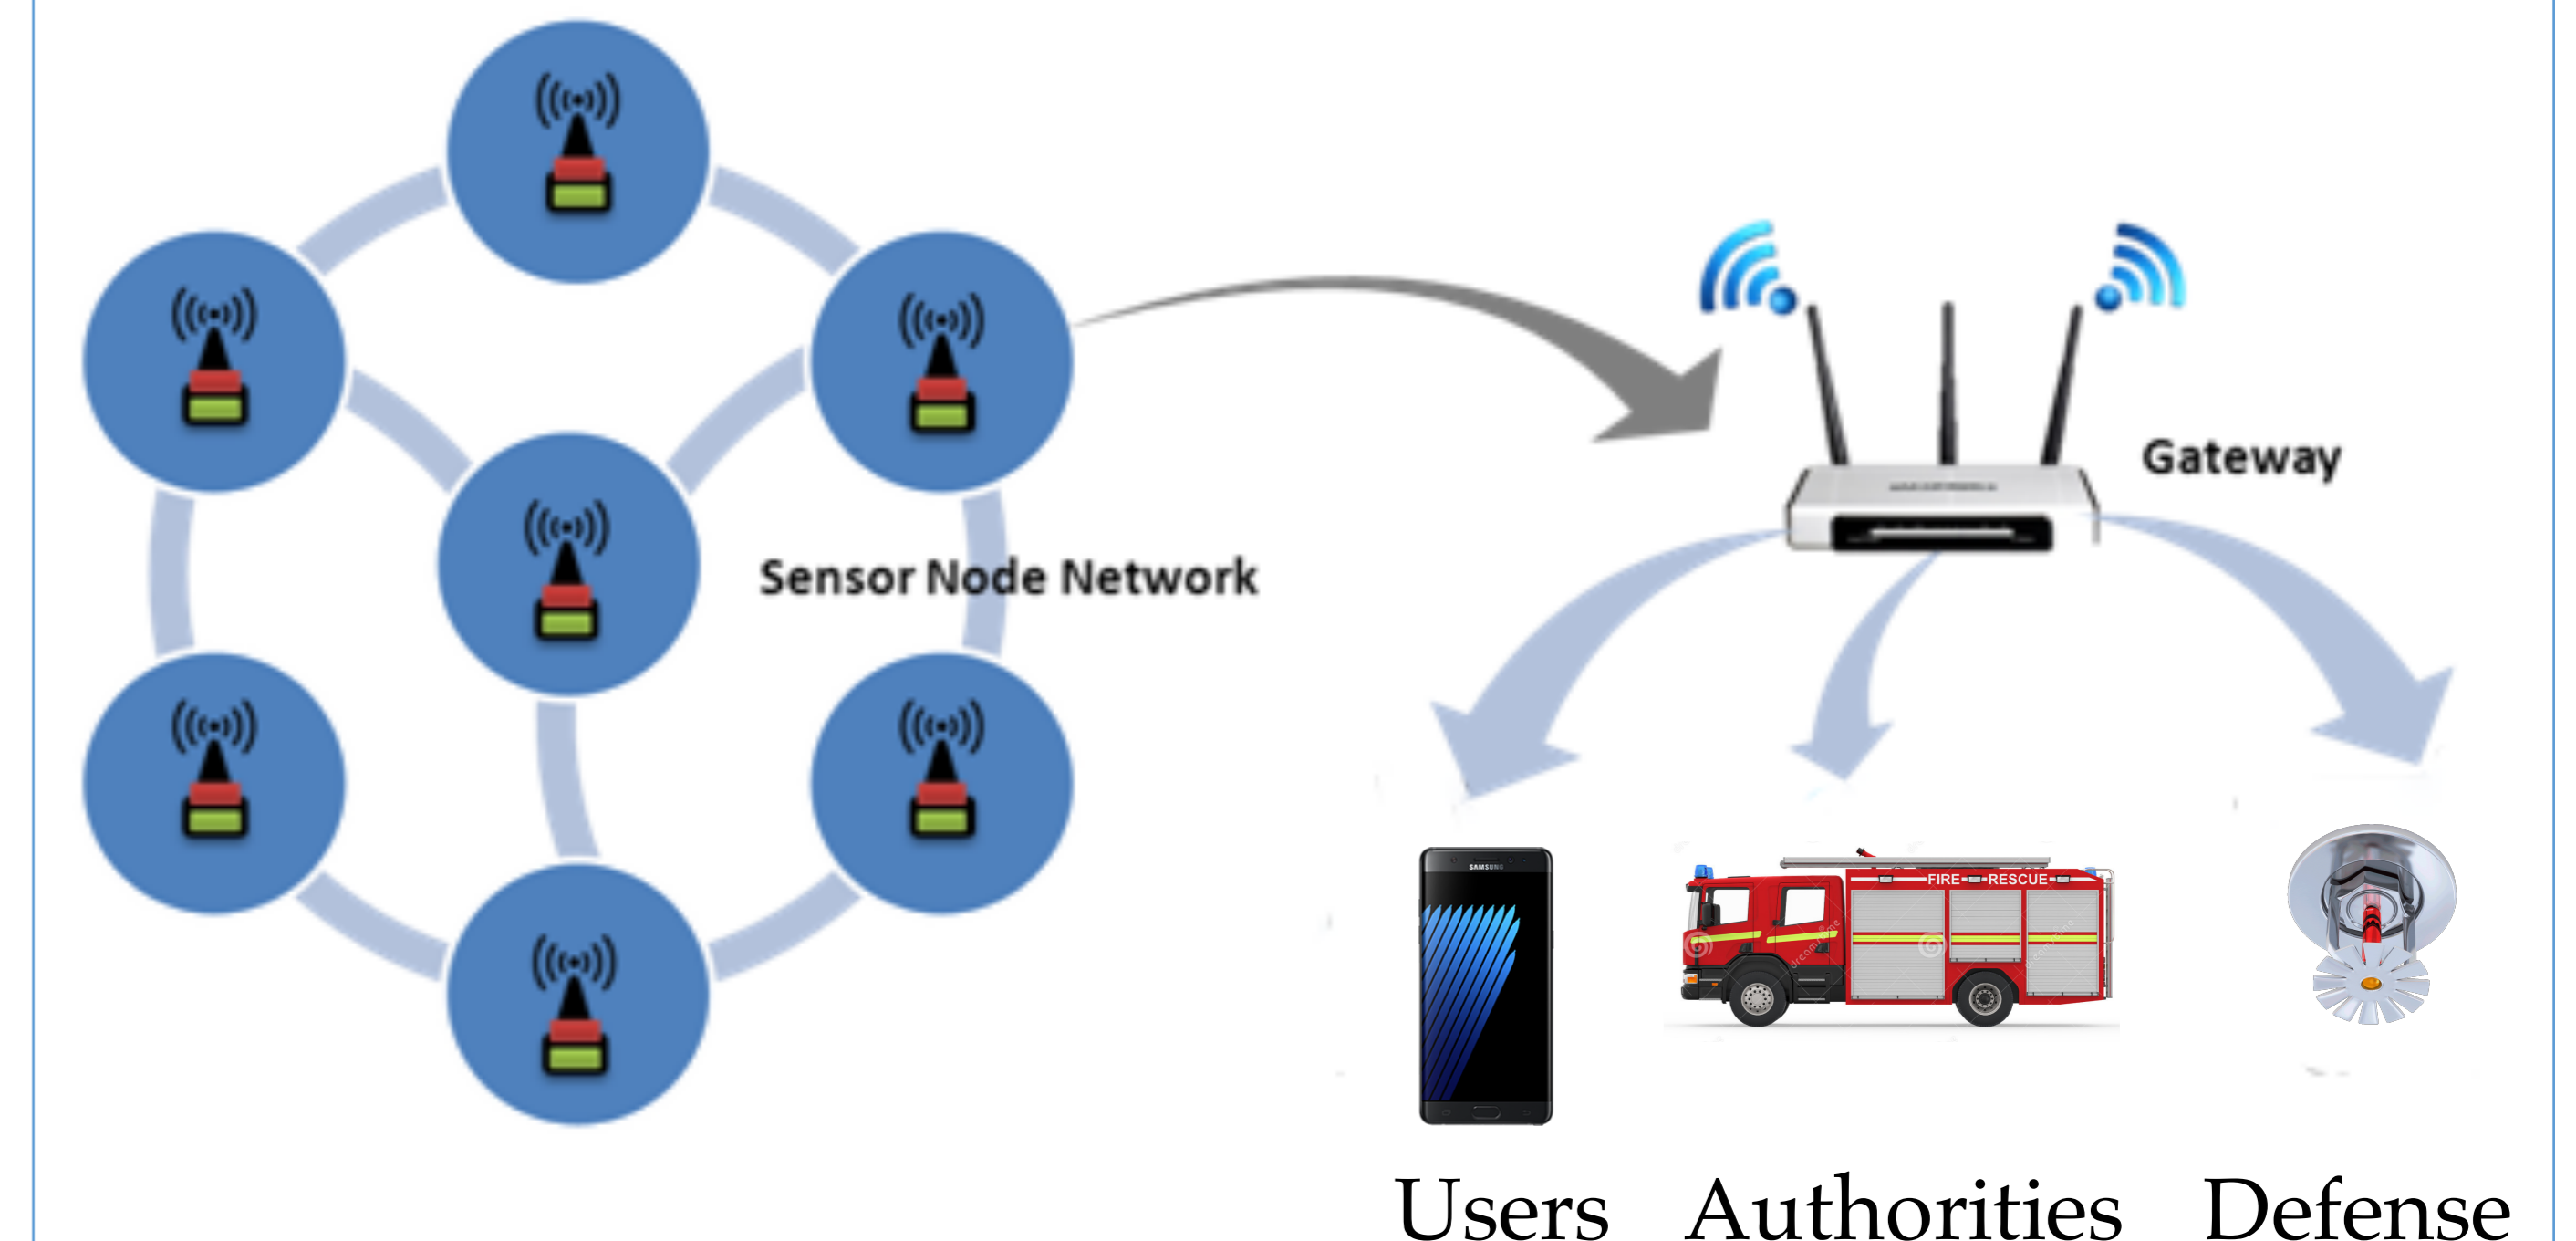 Sensor Node Network
Gateway
SAMSUNG
FIRE RESCUE
Users Authorities Defense